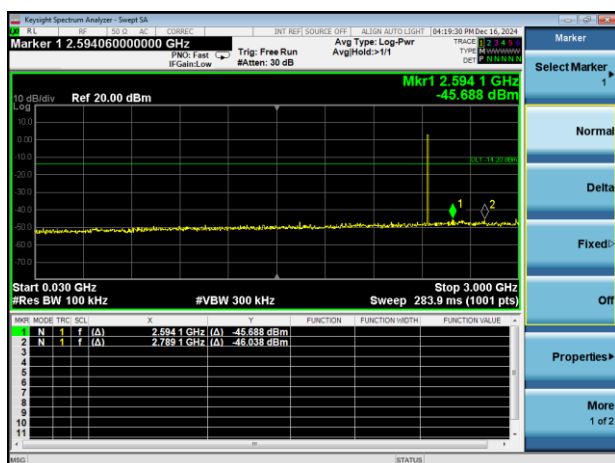 Keysight Spectrum Analyzer - Swept SA
RL RF 50 Ω AC CORREC INT REF SOURCE OFF ALIGN AUTO LIGHT 04:19:30 PM Dec 16, 2024
Marker 1 2.594060000000 GHz
PNO: Fast
IFGain:Low
Trig: Free Run
#Atten: 30 dB
Avg Type: Log-Pwr
Avg|Hold:>1/1
TRACE 1 2 3 4 5 6
TYPE M WWWWW
DET P N N N N N
Mkr1 2.594 1 GHz
-45.688 dBm
10 dB/div Ref 20.00 dBm
Log
10.0
0.00
-10.0
-20.0
-30.0
-40.0
-50.0
-60.0
-70.0
DL1 -14.20 dBm
1
2
Start 0.030 GHz Stop 3.000 GHz
#Res BW 100 kHz #VBW 300 kHz Sweep 283.9 ms (1001 pts)
MKR MODE TRC SCL X Y FUNCTION FUNCTION WIDTH FUNCTION VALUE
1 N 1 f (Δ) 2.594 1 GHz (Δ) -45.688 dBm
2 N 1 f (Δ) 2.789 1 GHz (Δ) -46.038 dBm
3
4
5
6
7
8
9
10
11
MSG STATUS
Marker
Select Marker
1
Normal
Delta
Fixed
Off
Properties
More
1 of 2